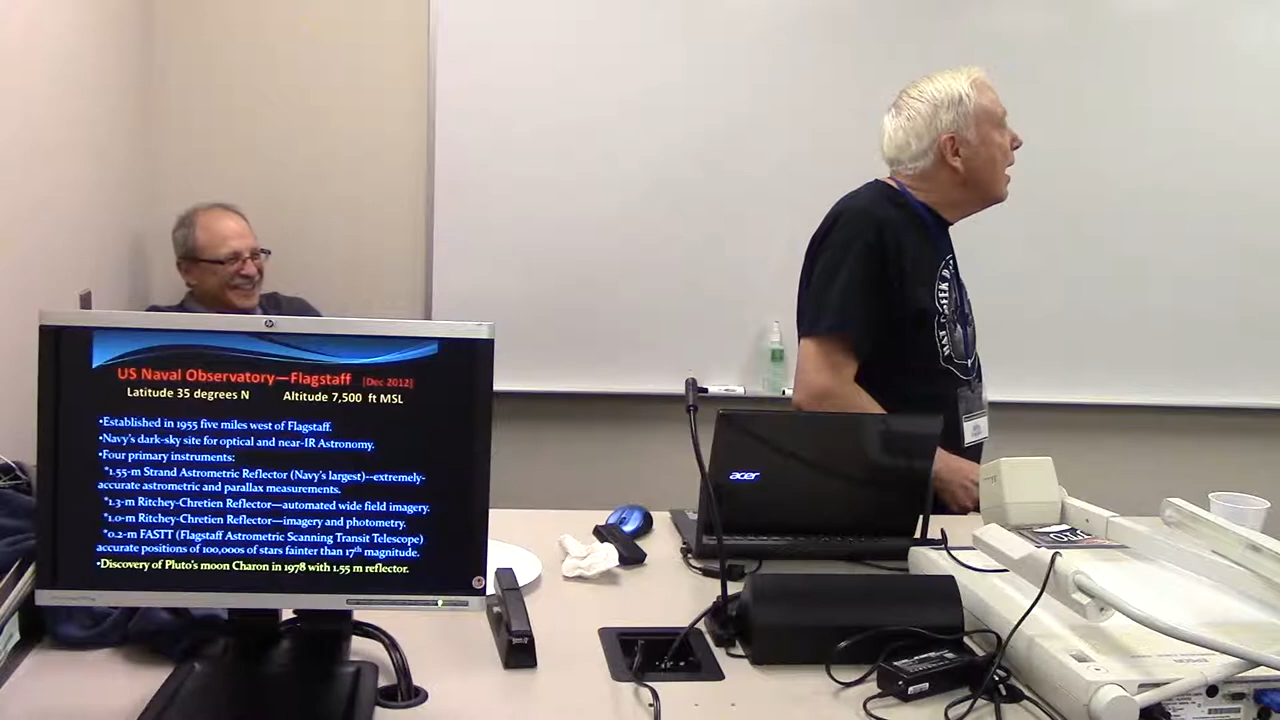 US Naval Observatory—Flagstaff [Dec 2012]
Latitude 35 degrees N Altitude 7,500 ft MSL
•Established in 1955 five miles west of Flagstaff.
•Navy's dark-sky site for optical and near-IR Astronomy.
•Four primary instruments:
*1.55-m Strand Astrometric Reflector (Navy's largest)--extremely-
accurate astrometric and parallax measurements.
*1.3-m Ritchey-Chretien Reflector—automated wide field imagery.
*1.0-m Ritchey-Chretien Reflector—imagery and photometry.
*0.2-m FASTT (Flagstaff Astrometric Scanning Transit Telescope)
accurate positions of 100,000s of stars fainter than 17th magnitude.
•Discovery of Pluto's moon Charon in 1978 with 1.55 m reflector.
hp
acer